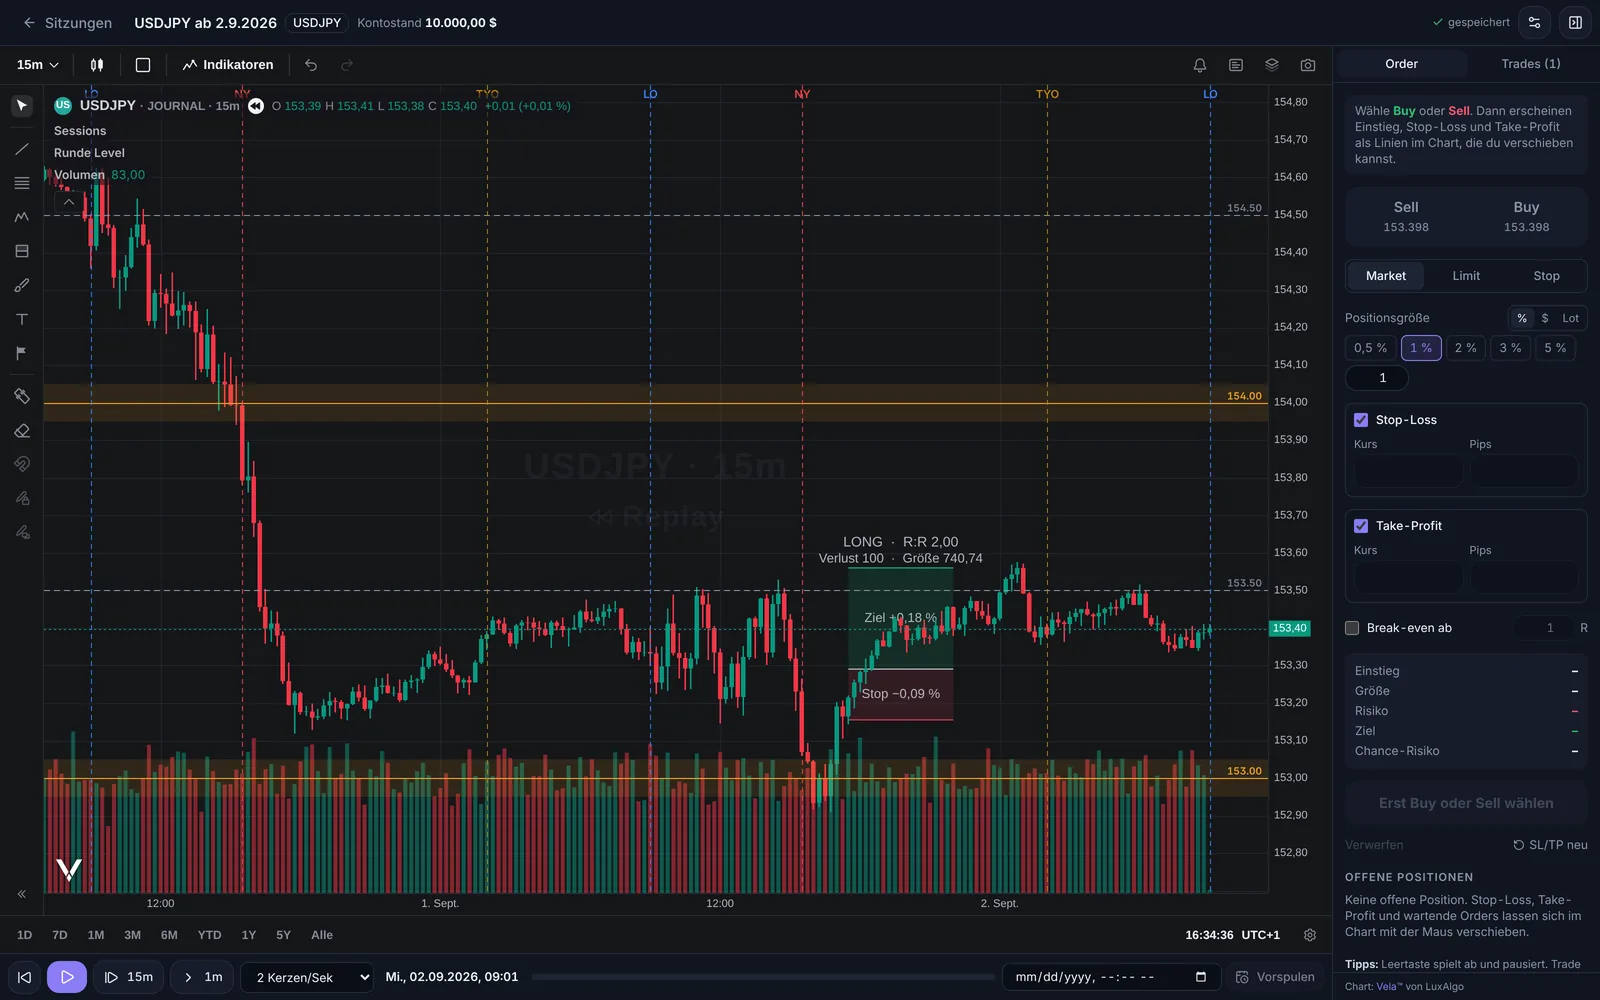 Sitzungen
USDJPY ab 2.9.2026
USDJPY
Kontostand 10.000,00 $
gespeichert
15m
Indikatoren
Order
Trades (1)
LO
NY
TYO
LO
NY
TYO
LO
US USDJPY · JOURNAL · 15m
O 153,39 H 153,41 L 153,38 C 153,40 +0,01 (+0,01 %)
Sessions
Runde Level
Volumen 83,00
154.50
154.00
153.50
153.00
USDJPY · 15m
Replay
LONG · R:R 2,00
Verlust 100 · Größe 740,74
Ziel +0,18 %
Stop −0,09 %
154,80
154,70
154,60
154,50
154,40
154,30
154,20
154,10
154,00
153,90
153,80
153,70
153,60
153,50
153,40
153,30
153,20
153,10
153,00
152,90
152,80
12:00
1. Sept.
12:00
2. Sept.
1D
7D
1M
3M
6M
YTD
1Y
5Y
Alle
16:34:36 UTC+1
15m
1m
2 Kerzen/Sek
Mi., 02.09.2026, 09:01
mm/dd/yyyy, --:-- --
Vorspulen
Wähle Buy oder Sell. Dann erscheinen
Einstieg, Stop-Loss und Take-Profit
als Linien im Chart, die du verschieben
kannst.
Sell
153.398
Buy
153.398
Market
Limit
Stop
Positionsgröße
%
$
Lot
0,5 %
1 %
2 %
3 %
5 %
1
Stop-Loss
Kurs
Pips
Take-Profit
Kurs
Pips
Break-even ab
1
R
Einstieg –
Größe –
Risiko –
Ziel –
Chance-Risiko –
Erst Buy oder Sell wählen
Verwerfen
SL/TP neu
OFFENE POSITIONEN
Keine offene Position. Stop-Loss, Take-
Profit und wartende Orders lassen sich im
Chart mit der Maus verschieben.
Tipps: Leertaste spielt ab und pausiert. Trade
Chart: Vela™ von LuxAlgo